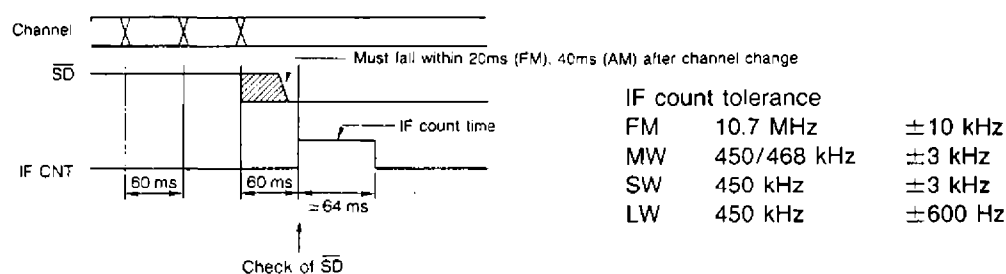 Channel
Must fall within 20ms (FM), 40ms (AM) after channel change
SD
IF count time
IF CNT
60 ms
60 ms
≃64 ms
Check of SD
IF count tolerance
FM 10.7 MHz ±10 kHz
MW 450/468 kHz ±3 kHz
SW 450 kHz ±3 kHz
LW 450 kHz ±600 Hz